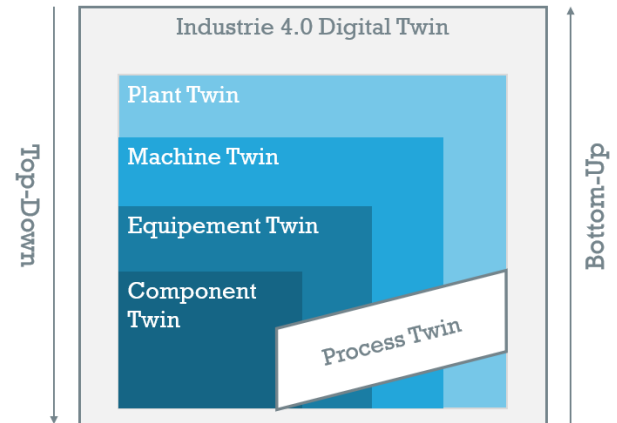 Industrie 4.0 Digital Twin
Plant Twin
Machine Twin
Equipement Twin
Component
Twin
Process Twin
Top-Down
Bottom-Up